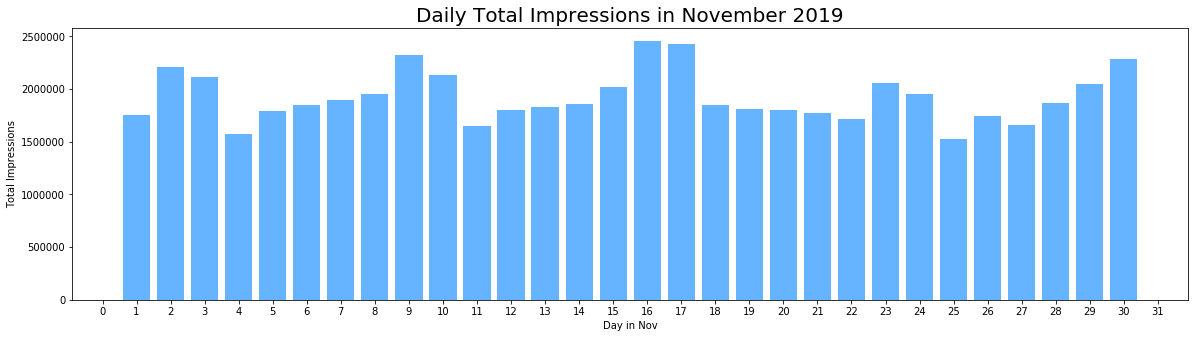 Daily Total Impressions in November 2019
Total Impressions
2500000
2000000
1500000
1000000
500000
0
0 1 2 3 4 5 6 7 8 9 10 11 12 13 14 15 16 17 18 19 20 21 22 23 24 25 26 27 28 29 30 31
Day in Nov